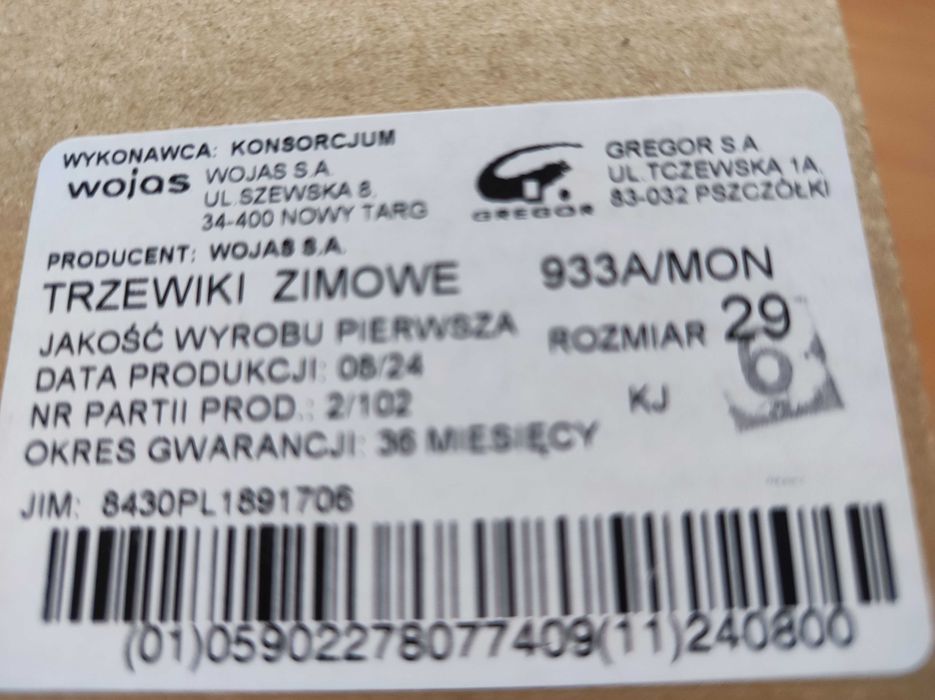 WYKONAWCA: KONSORCJUM
wojas
WOJAS S.A.
UL.SZEWSKA 8,
34-400 NOWY TARG
GREGOR
GREGOR S.A.
UL.TCZEWSKA 1A,
83-032 PSZCZÓŁKI
PRODUCENT: WOJAS S.A.
TRZEWIKI ZIMOWE 933A/MON
JAKOŚĆ WYROBU PIERWSZA
ROZMIAR 29
DATA PRODUKCJI: 08/24
6
NR PARTII PROD.: 2/102
KJ
OKRES GWARANCJI: 36 MIESIĘCY
JIM: 8430PL1891706
(01)05902278077409(11)240800